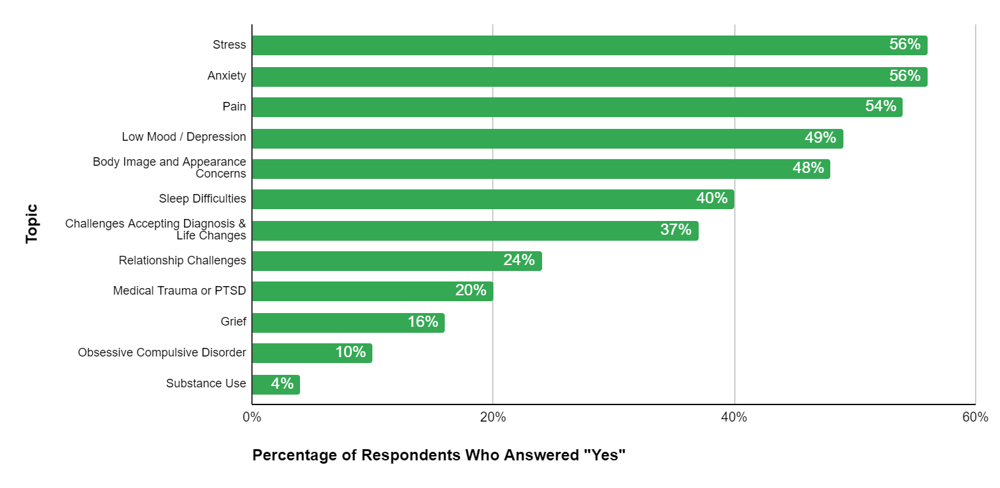 Stress
56%
Anxiety
56%
Pain
54%
Low Mood / Depression
49%
Body Image and Appearance
Concerns
48%
Sleep Difficulties
40%
Challenges Accepting Diagnosis &
Life Changes
37%
Relationship Challenges
24%
Medical Trauma or PTSD
20%
Grief
16%
Obsessive Compulsive Disorder
10%
Substance Use
4%
Topic
0%
20%
40%
60%
Percentage of Respondents Who Answered "Yes"